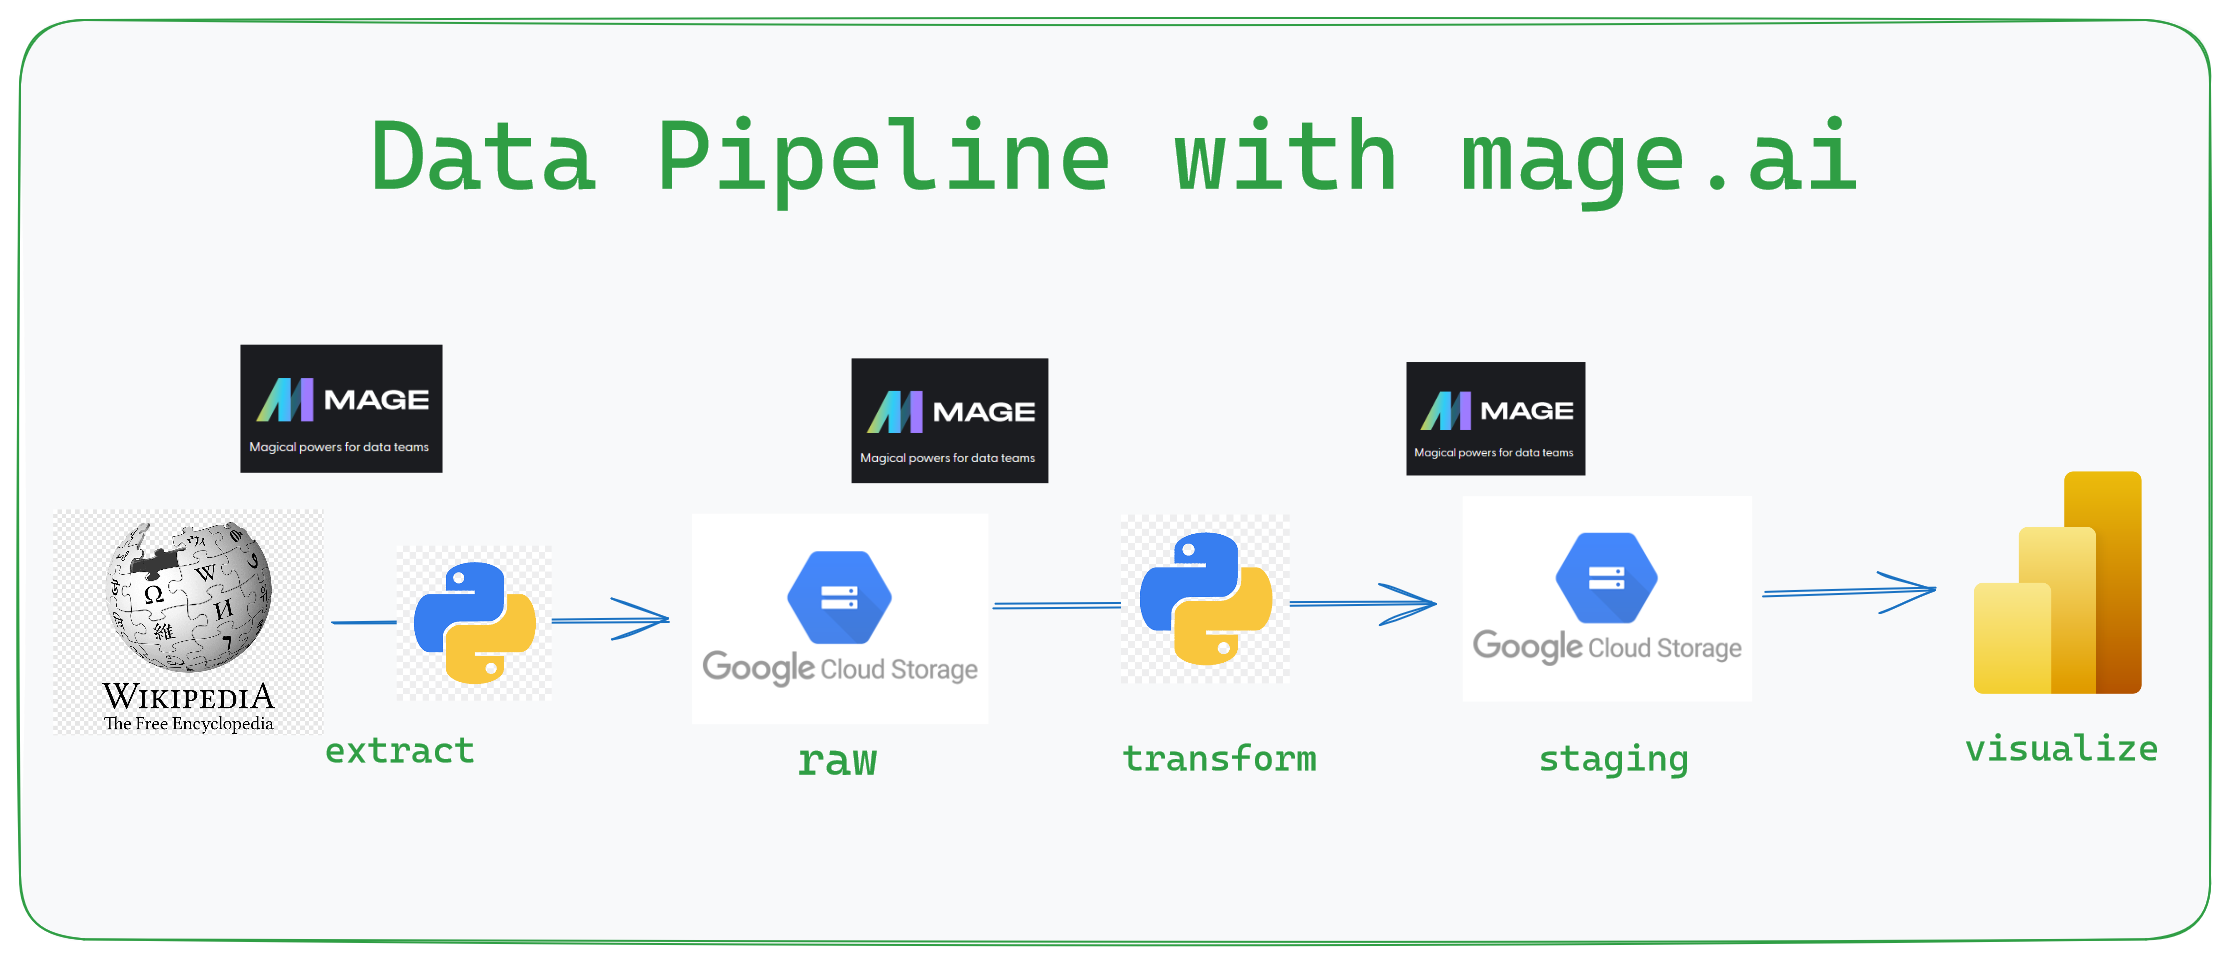 Data Pipeline with mage.ai
MAGE
Magical powers for data teams
MAGE
Magical powers for data teams
MAGE
Magical powers for data teams
Ω
W
И
維
7
WIKIPEDIA
The Free Encyclopedia
Google Cloud Storage
Google Cloud Storage
extract
raw
transform
staging
visualize